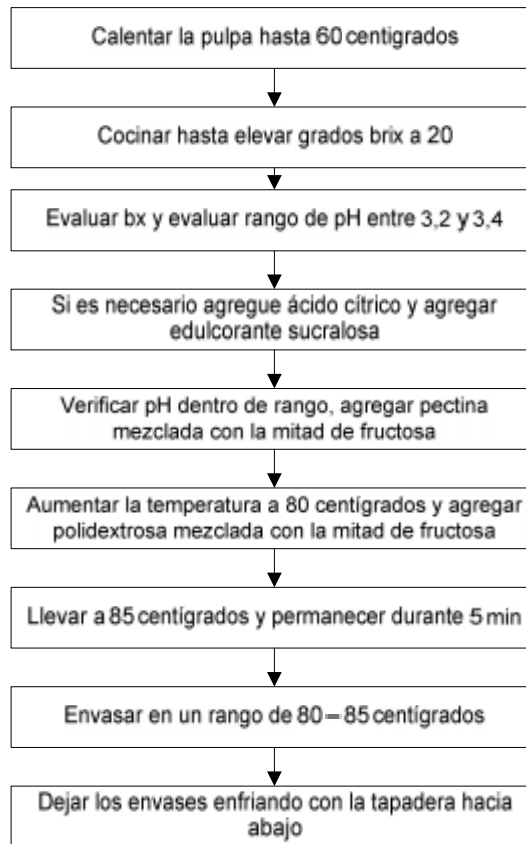 Calentar la pulpa hasta 60 centigrados
Cocinar hasta elevar grados brix a 20
Evaluar bx y evaluar rango de pH entre 3,2 y 3,4
Si es necesario agregue ácido cítrico y agregar
edulcorante sucralosa
Verificar pH dentro de rango, agregar pectina
mezclada con la mitad de fructosa
Aumentar la temperatura a 80 centígrados y agregar
polidextrosa mezclada con la mitad de fructosa
Llevar a 85 centígrados y permanecer durante 5 min
Envasar en un rango de 80 – 85 centígrados
Dejar los envases enfriando con la tapadera hacia
abajo